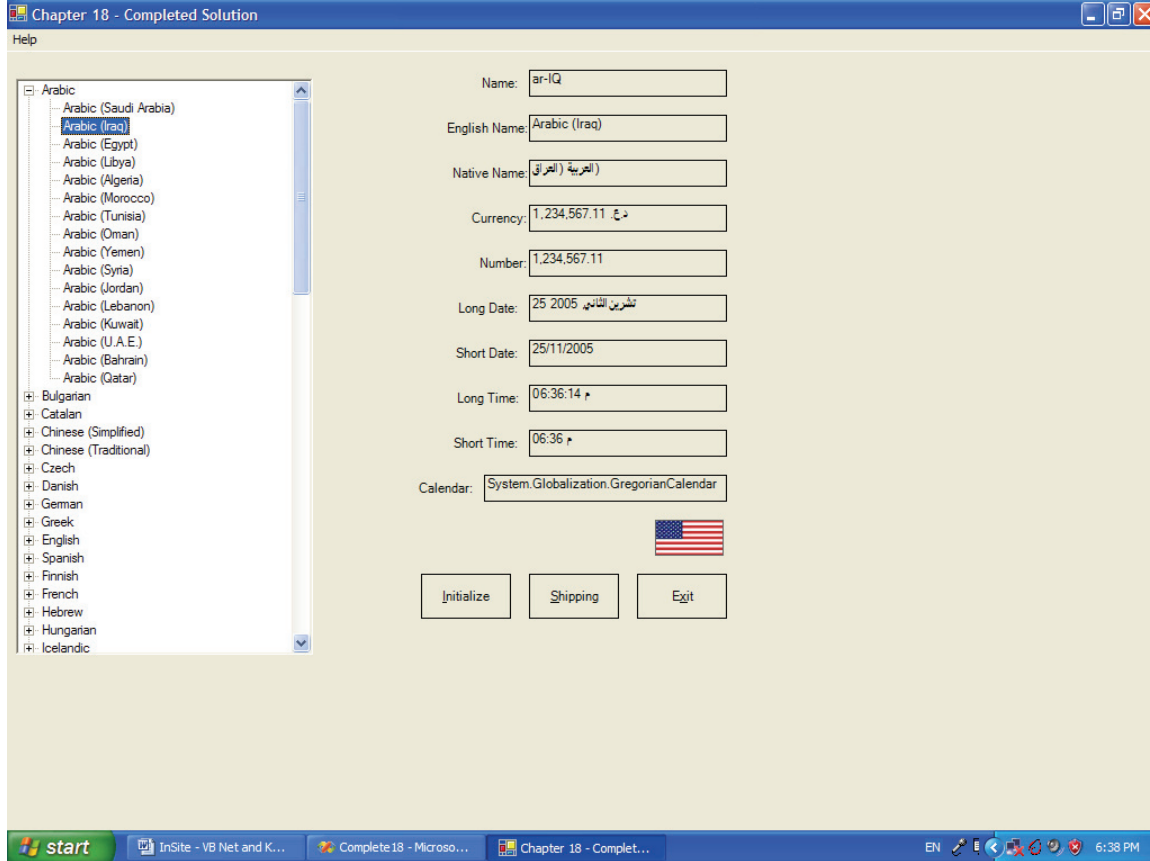 Chapter 18 - Completed Solution
Help
Arabic
Arabic (Saudi Arabia)
Arabic (Iraq)
Arabic (Egypt)
Arabic (Libya)
Arabic (Algeria)
Arabic (Morocco)
Arabic (Tunisia)
Arabic (Oman)
Arabic (Yemen)
Arabic (Syria)
Arabic (Jordan)
Arabic (Lebanon)
Arabic (Kuwait)
Arabic (U.A.E.)
Arabic (Bahrain)
Arabic (Qatar)
Bulgarian
Catalan
Chinese (Simplified)
Chinese (Traditional)
Czech
Danish
German
Greek
English
Spanish
Finnish
French
Hebrew
Hungarian
Icelandic
Name: ar-IQ
English Name: Arabic (Iraq)
Native Name: العربية (العراق)
Currency: د.ع. 1,234,567.11
Number: 1,234,567.11
Long Date: 25 تشرين الثاني, 2005
Short Date: 25/11/2005
Long Time: 06:36:14 م
Short Time: 06:36 م
Calendar: System.Globalization.GregorianCalendar
Initialize Shipping Exit
start InSite - VB Net and K... Complete18 - Microso... Chapter 18 - Complet... EN 6:38 PM